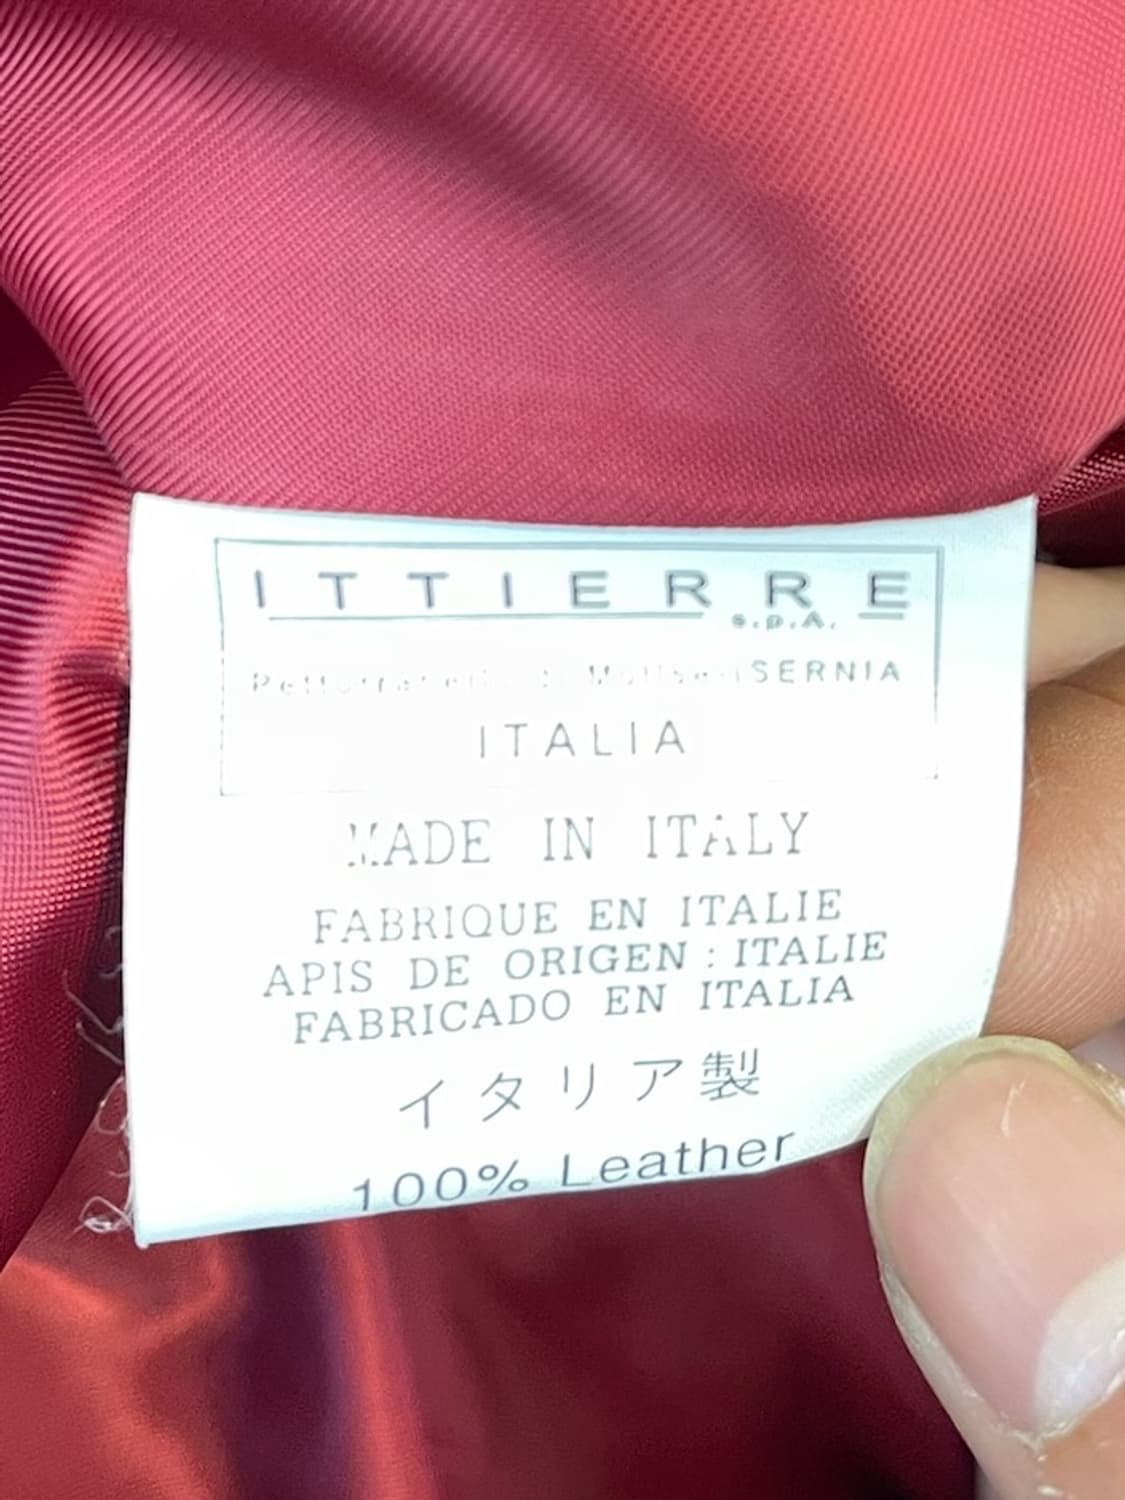 ITTIERRE
s.p.A.
ISERNIA
ITALIA
MADE IN ITALY
FABRIQUE EN ITALIE
APIS DE ORIGEN : ITALIE
FABRICADO EN ITALIA
イタリア製
100% Leather